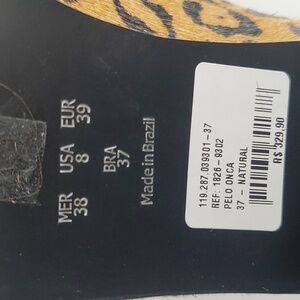 MER USA EUR
38 8 39
BRA
37
Made in Brazil
119.287.039301-37
REF: 1826-9302
PELO ONCA
37 - NATURAL
R$ 329.90